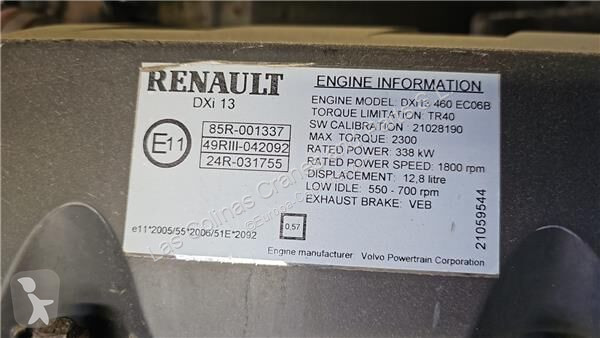 RENAULT
DXi 13
E11
85R-001337
49RIII-042092
24R-031755
e11*2005/55*2006/51E*2092
0,57
ENGINE INFORMATION
ENGINE MODEL: DXi13 460 EC06B
TORQUE LIMITATION: TR40
SW CALIBRATION: 21028190
MAX TORQUE: 2300
RATED POWER: 338 kW
RATED POWER SPEED: 1800 rpm
DISPLACEMENT: 12,8 litre
LOW IDLE: 550 - 700 rpm
EXHAUST BRAKE: VEB
Engine manufacturer: Volvo Powertrain Corporation
21059544
Las Colinas Crane